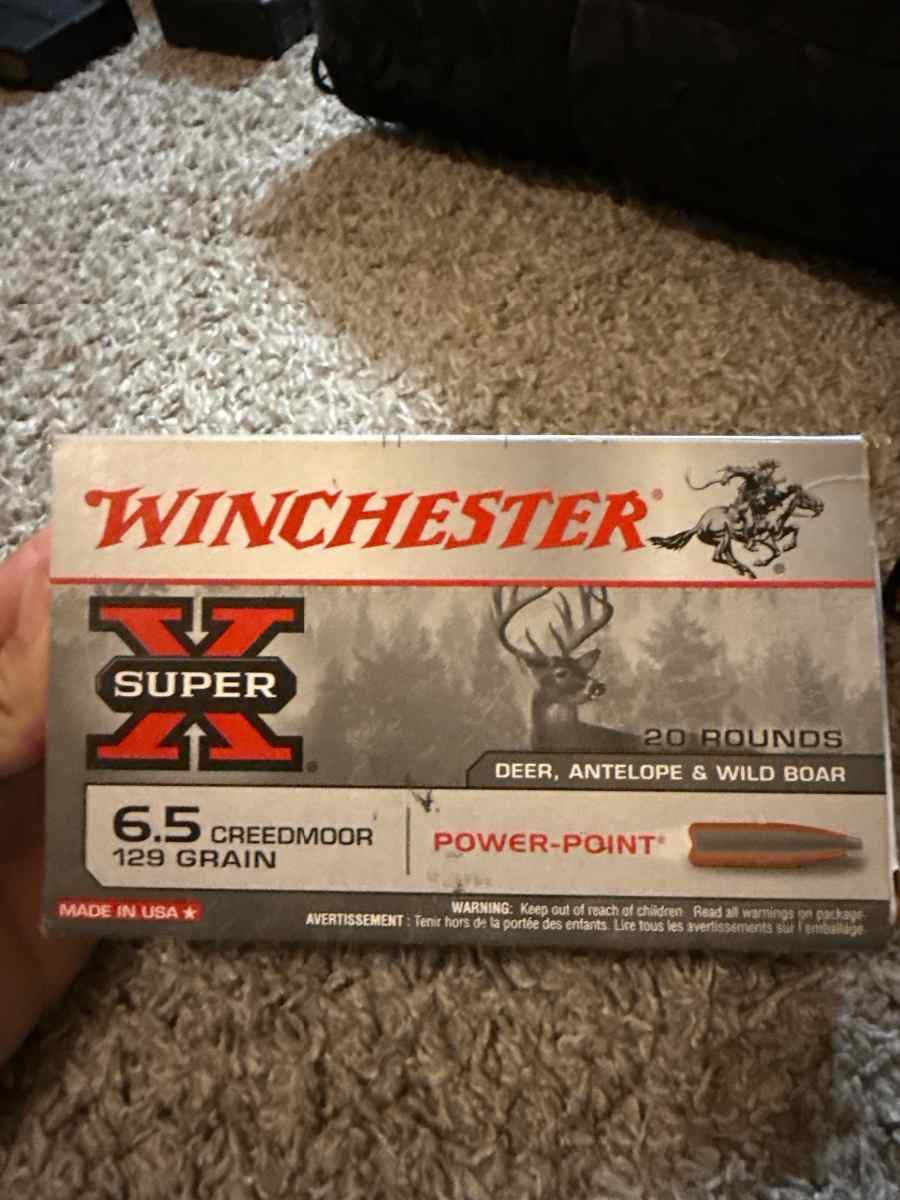 WINCHESTER®
®
X
SUPER
®
20 ROUNDS
DEER, ANTELOPE & WILD BOAR
6.5 CREEDMOOR
129 GRAIN
POWER-POINT®
MADE IN USA ★
WARNING: Keep out of reach of children. Read all warnings on package.
AVERTISSEMENT : Tenir hors de la portée des enfants. Lire tous les avertissements sur l'emballage.